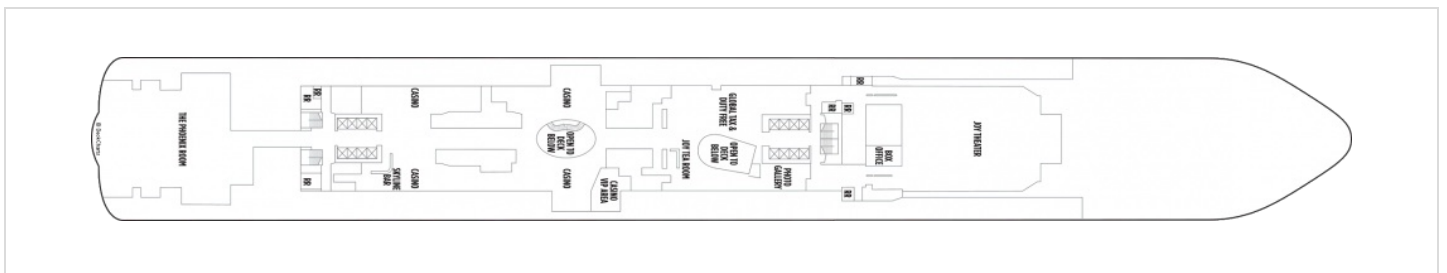 © DeckCharts
THE PHOENIX ROOM
RR
RR
RR
CASINO
SKYLINE
BAR
CASINO
CASINO
OPEN TO
DECK
BELOW
CASINO
CASINO
VIP AREA
GLOBAL TAX &
DUTY FREE
JOY TEA ROOM
OPEN TO
DECK
BELOW
PHOTO
GALLERY
RR
RR
RR
RR
BOX
OFFICE
JOY THEATER